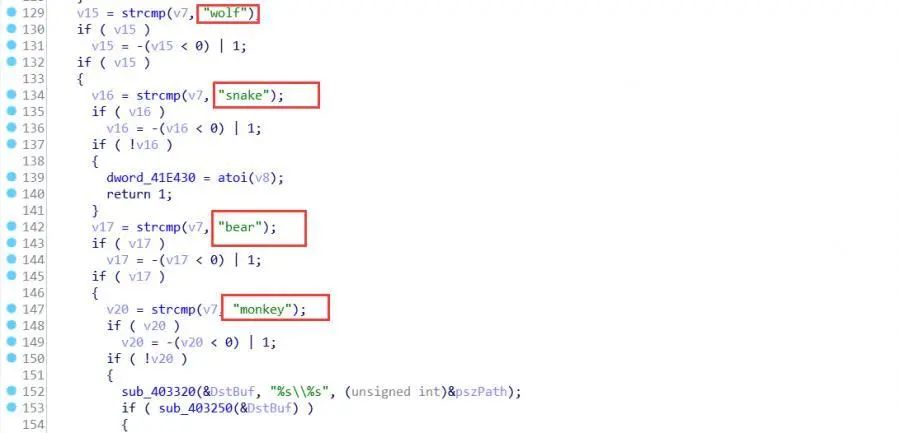 129 v15 = strcmp(v7, "wolf");
130 if ( v15 )
131 v15 = -(v15 < 0) | 1;
132 if ( v15 )
133 {
134 v16 = strcmp(v7, "snake");
135 if ( v16 )
136 v16 = -(v16 < 0) | 1;
137 if ( !v16 )
138 {
139 dword_41E430 = atoi(v8);
140 return 1;
141 }
142 v17 = strcmp(v7, "bear");
143 if ( v17 )
144 v17 = -(v17 < 0) | 1;
145 if ( v17 )
146 {
147 v20 = strcmp(v7, "monkey");
148 if ( v20 )
149 v20 = -(v20 < 0) | 1;
150 if ( !v20 )
151 {
152 sub_403320(&DstBuf, "%s\\%s", (unsigned int)&pszPath);
153 if ( sub_403250(&DstBuf) )
154 {